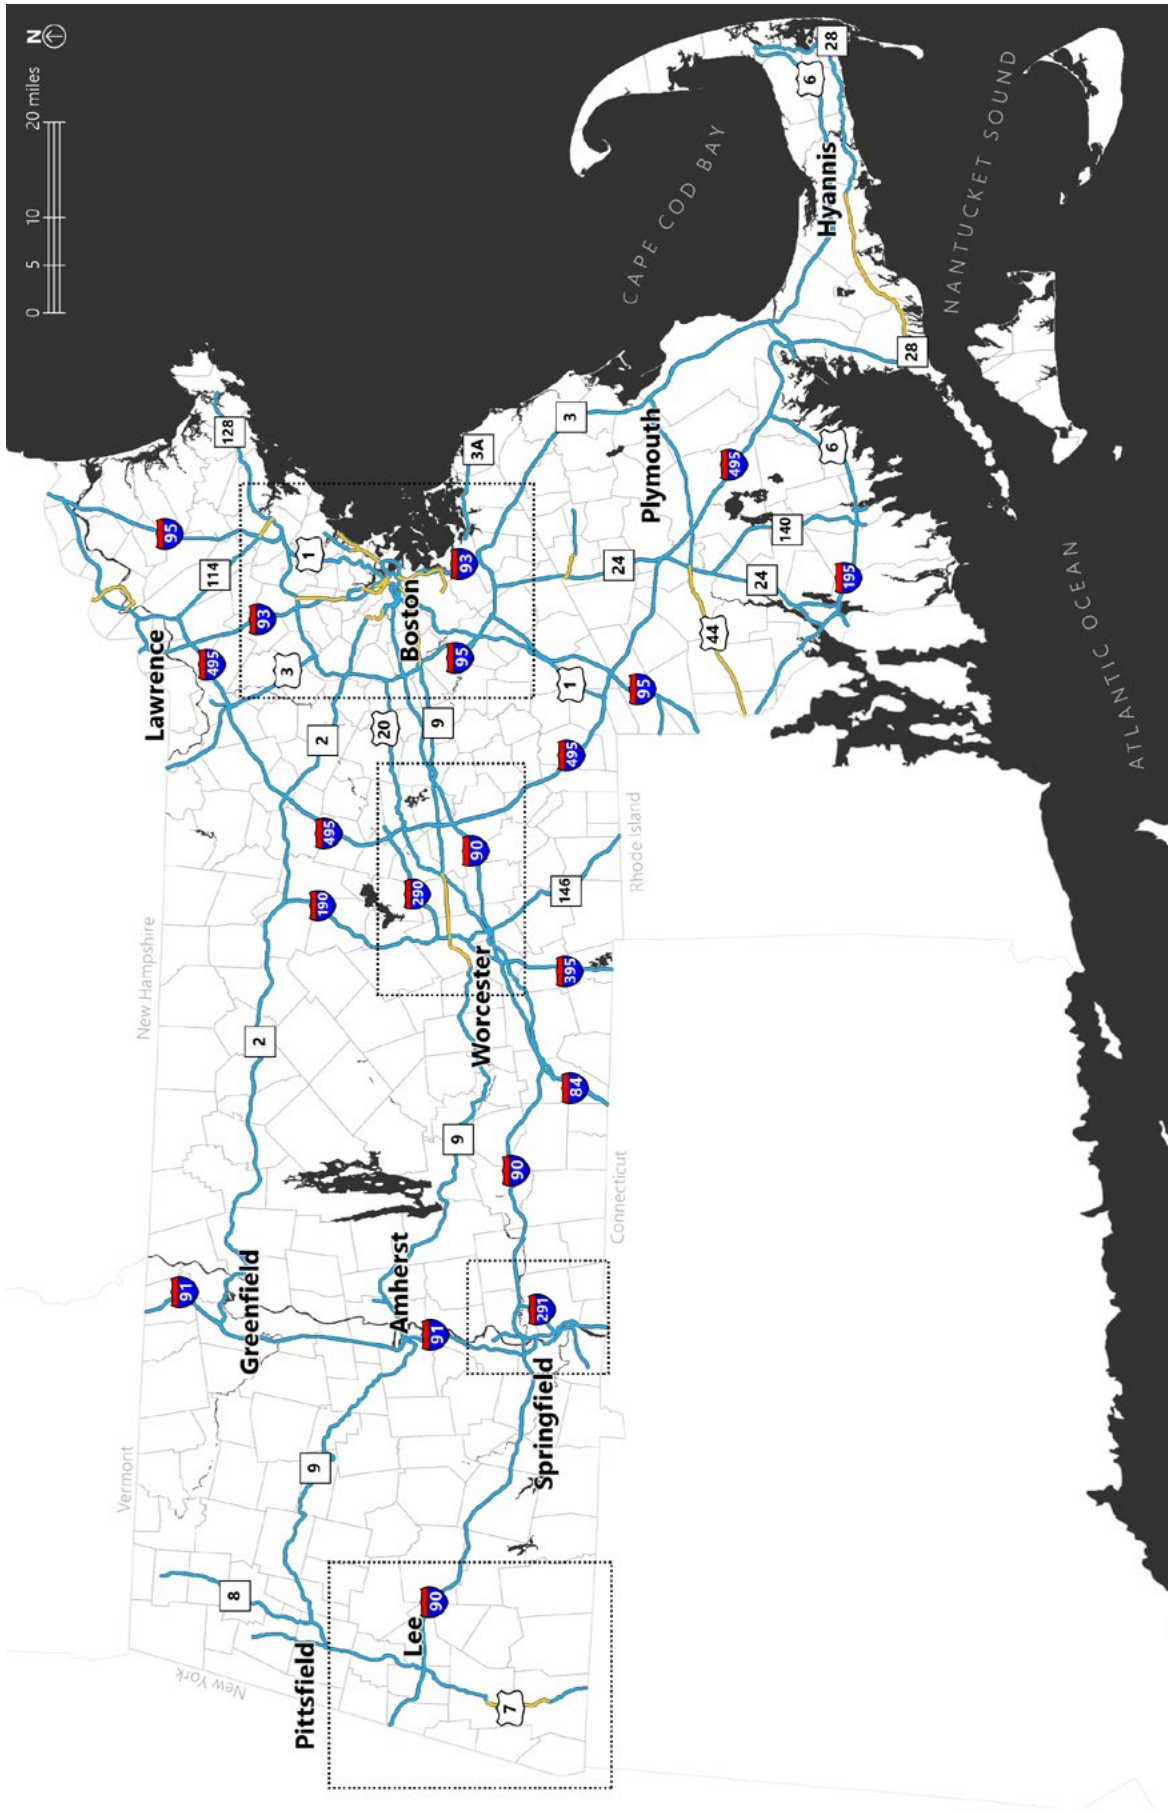 N
0 5 10 20 miles
Vermont
New Hampshire
New York
Lawrence
91
95
495
114
128
8
2
93
Greenfield
3
1
Pittsfield
9
190
2
495
Amherst
20
Boston
Lee
90
91
290
9
9
95
93
3A
Worcester
90
7
90
291
Springfield
84
395
146
495
1
3
24
Rhode Island
Connecticut
95
Plymouth
CAPE COD BAY
44
495
24
140
6
195
6
Hyannis
28
28
NANTUCKET SOUND
ATLANTIC OCEAN